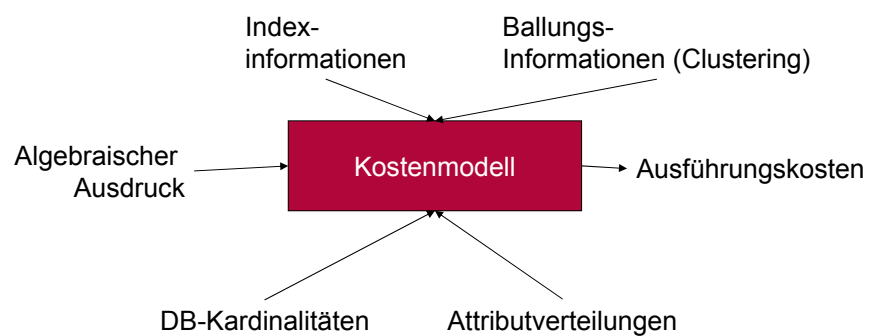 Index-
informationen
Ballungs-
Informationen (Clustering)
Algebraischer
Ausdruck
Kostenmodell
Ausführungskosten
DB-Kardinalitäten
Attributverteilungen